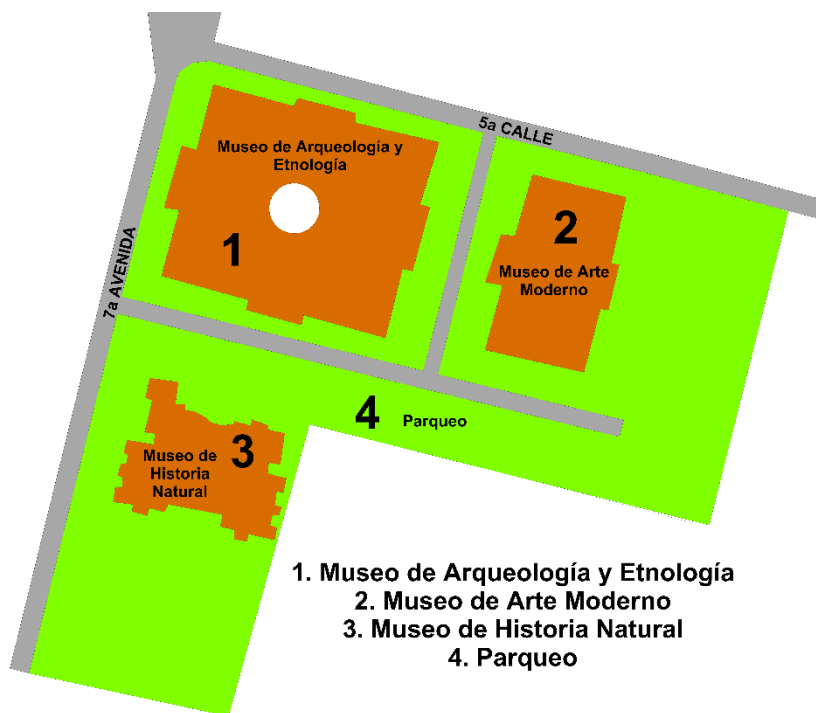 5a CALLE
Museo de Arqueología y
Etnología
1
2
Museo de Arte
Moderno
7a AVENIDA
4 Parqueo
3
Museo de
Historia
Natural
1. Museo de Arqueología y Etnología
2. Museo de Arte Moderno
3. Museo de Historia Natural
4. Parqueo